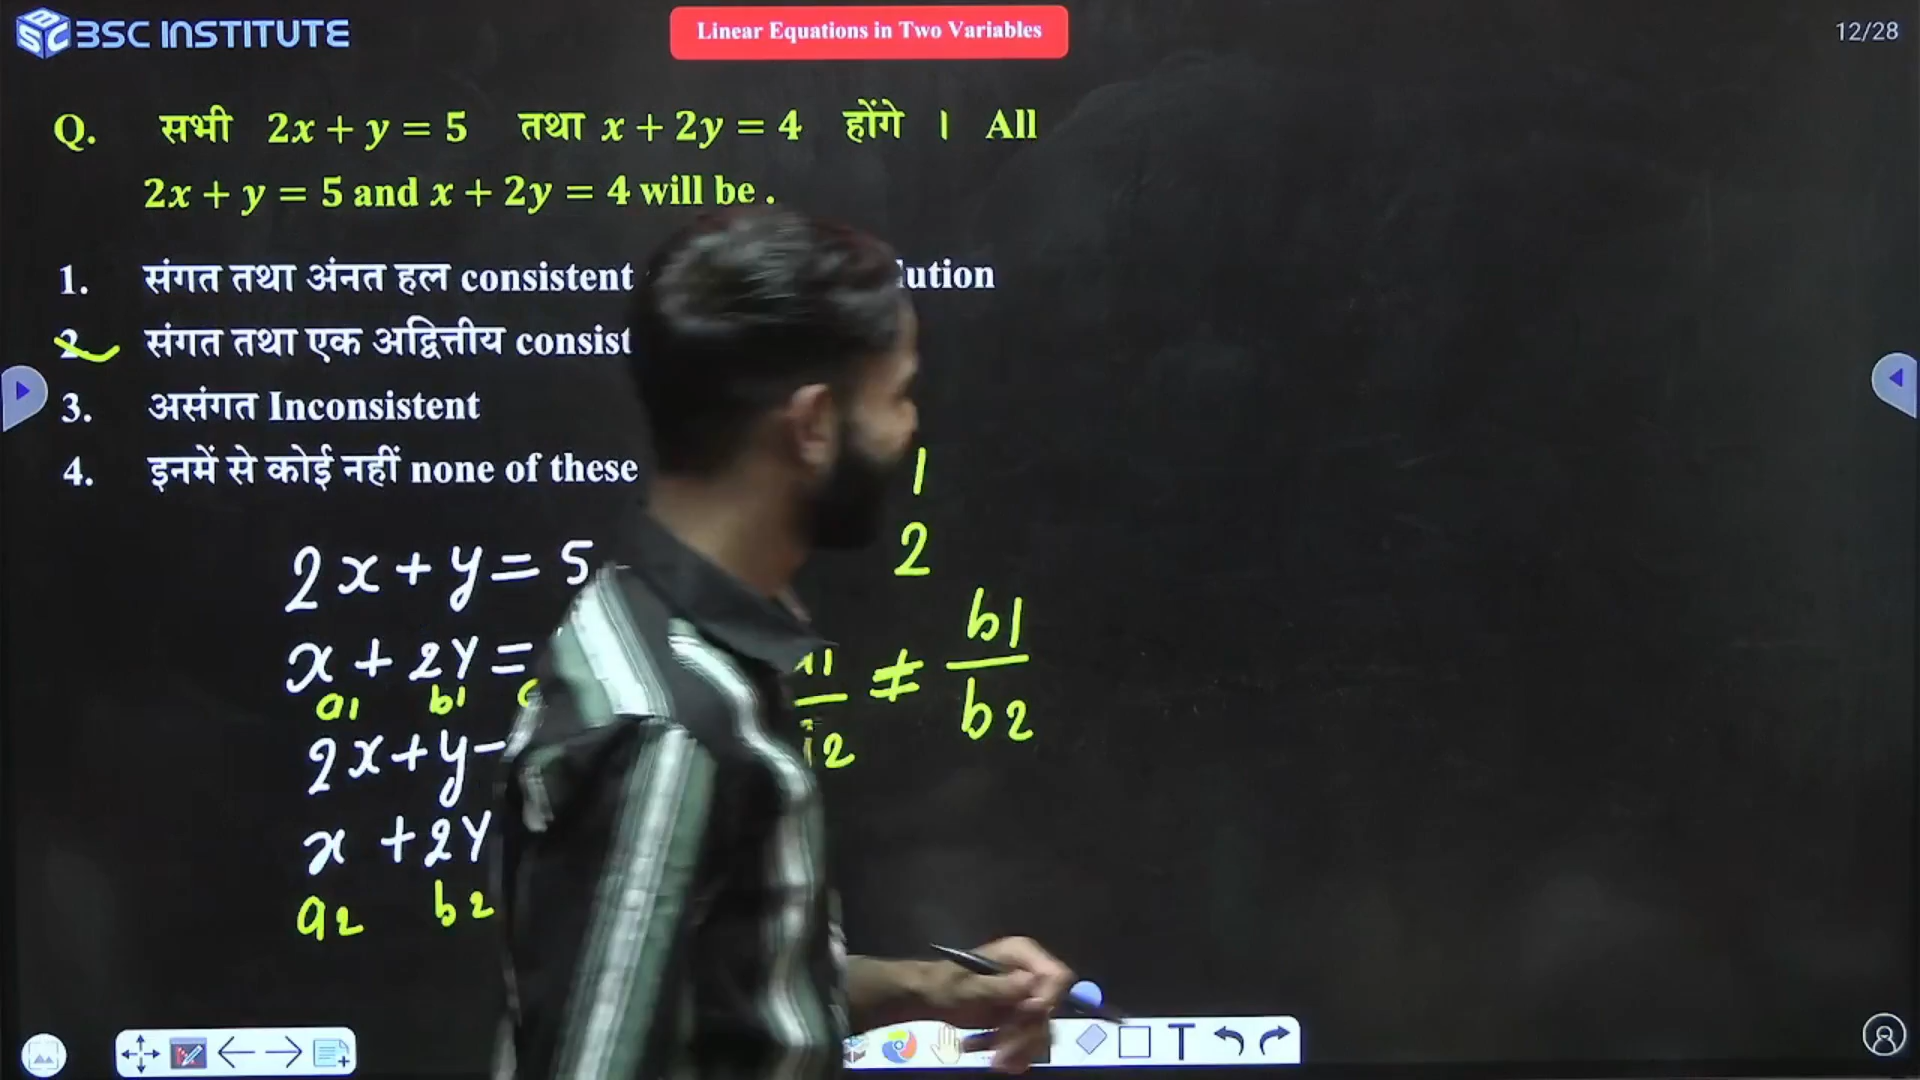 BSC INSTITUTE
Linear Equations in Two Variables
12/28
Q. सभी 2x + y = 5 तथा x + 2y = 4 होंगे । All
2x + y = 5 and x + 2y = 4 will be .
1. संगत तथा अंनत हल consistent
2. संगत तथा एक अद्वित्तीय
3. असंगत Inconsistent
4. इनमें से कोई नहीं none of these
1
2
2x + y = 5
x + 2y =
a1 b1
2x + y -
x + 2y
a2 b2
≠ b1
b2
T